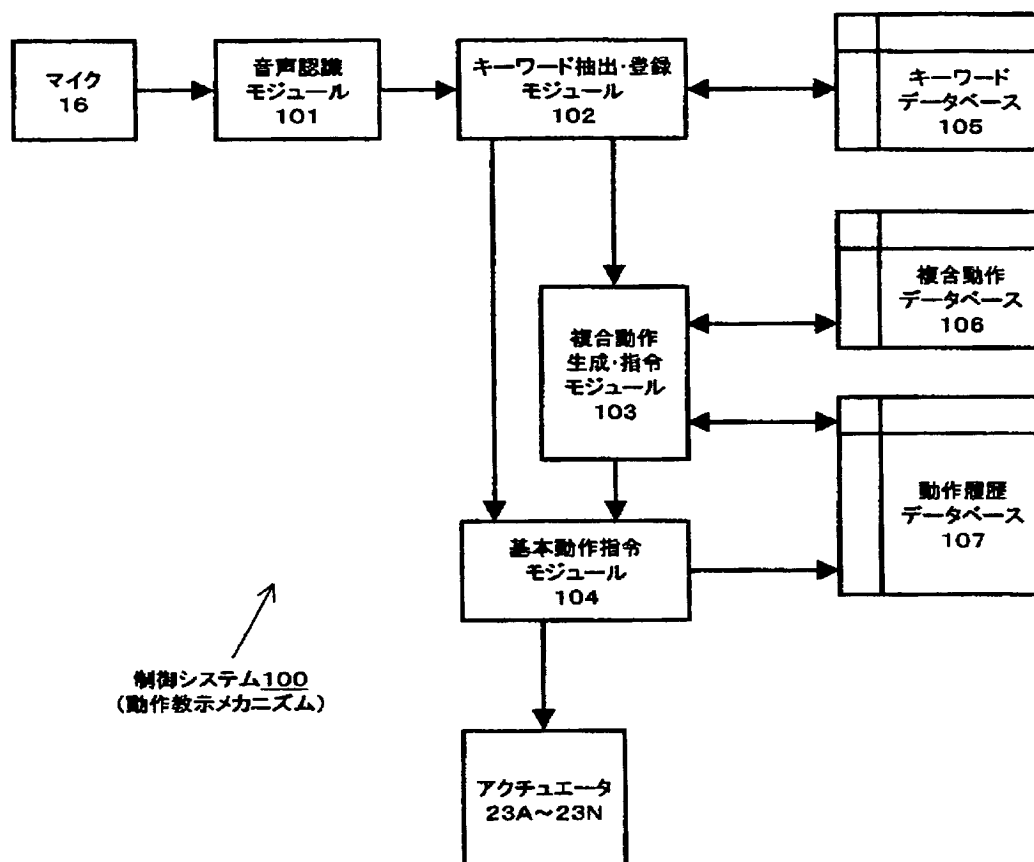 マイク
16
音声認識
モジュール
101
キーワード抽出・登録
モジュール
102
キーワード
データベース
105
複合動作
データベース
106
複合動作
生成・指令
モジュール
103
動作履歴
データベース
107
基本動作指令
モジュール
104
制御システム100
(動作教示メカニズム)
アクチュエータ
23A～23N